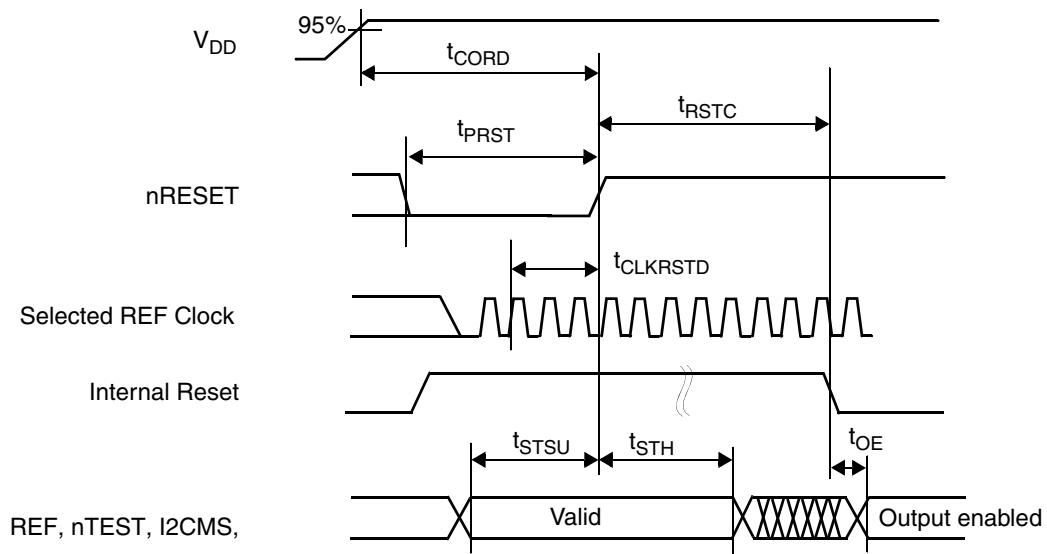 95%
VDD
tCORD
tRSTC
tPRST
nRESET
tCLKRSTD
Selected REF Clock
Internal Reset
tSTSU
tSTH
tOE
REF, nTEST, I2CMS,
Valid
Output enabled